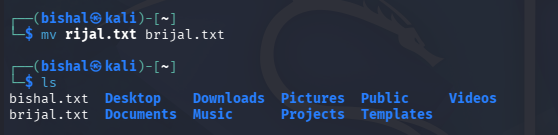 ┌──(bishal㉿kali)-[~]
└─$ mv rijal.txt brijal.txt
┌──(bishal㉿kali)-[~]
└─$ ls
bishal.txt  Desktop    Downloads  Pictures  Public     Videos
brijal.txt  Documents  Music      Projects  Templates